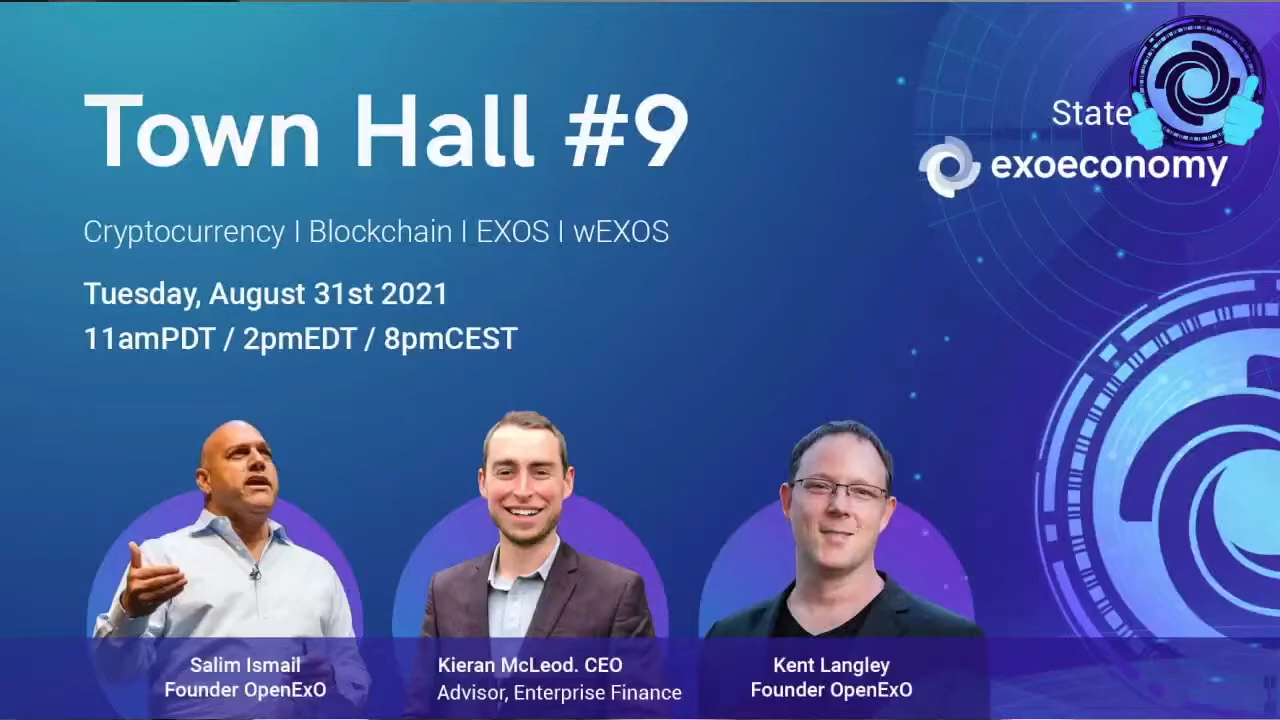 Town Hall #9
State
exoeconomy
Cryptocurrency I Blockchain I EXOS I wEXOS
Tuesday, August 31st 2021
11amPDT / 2pmEDT / 8pmCEST
Salim Ismail
Founder OpenExO
Kieran McLeod. CEO
Advisor, Enterprise Finance
Kent Langley
Founder OpenExO